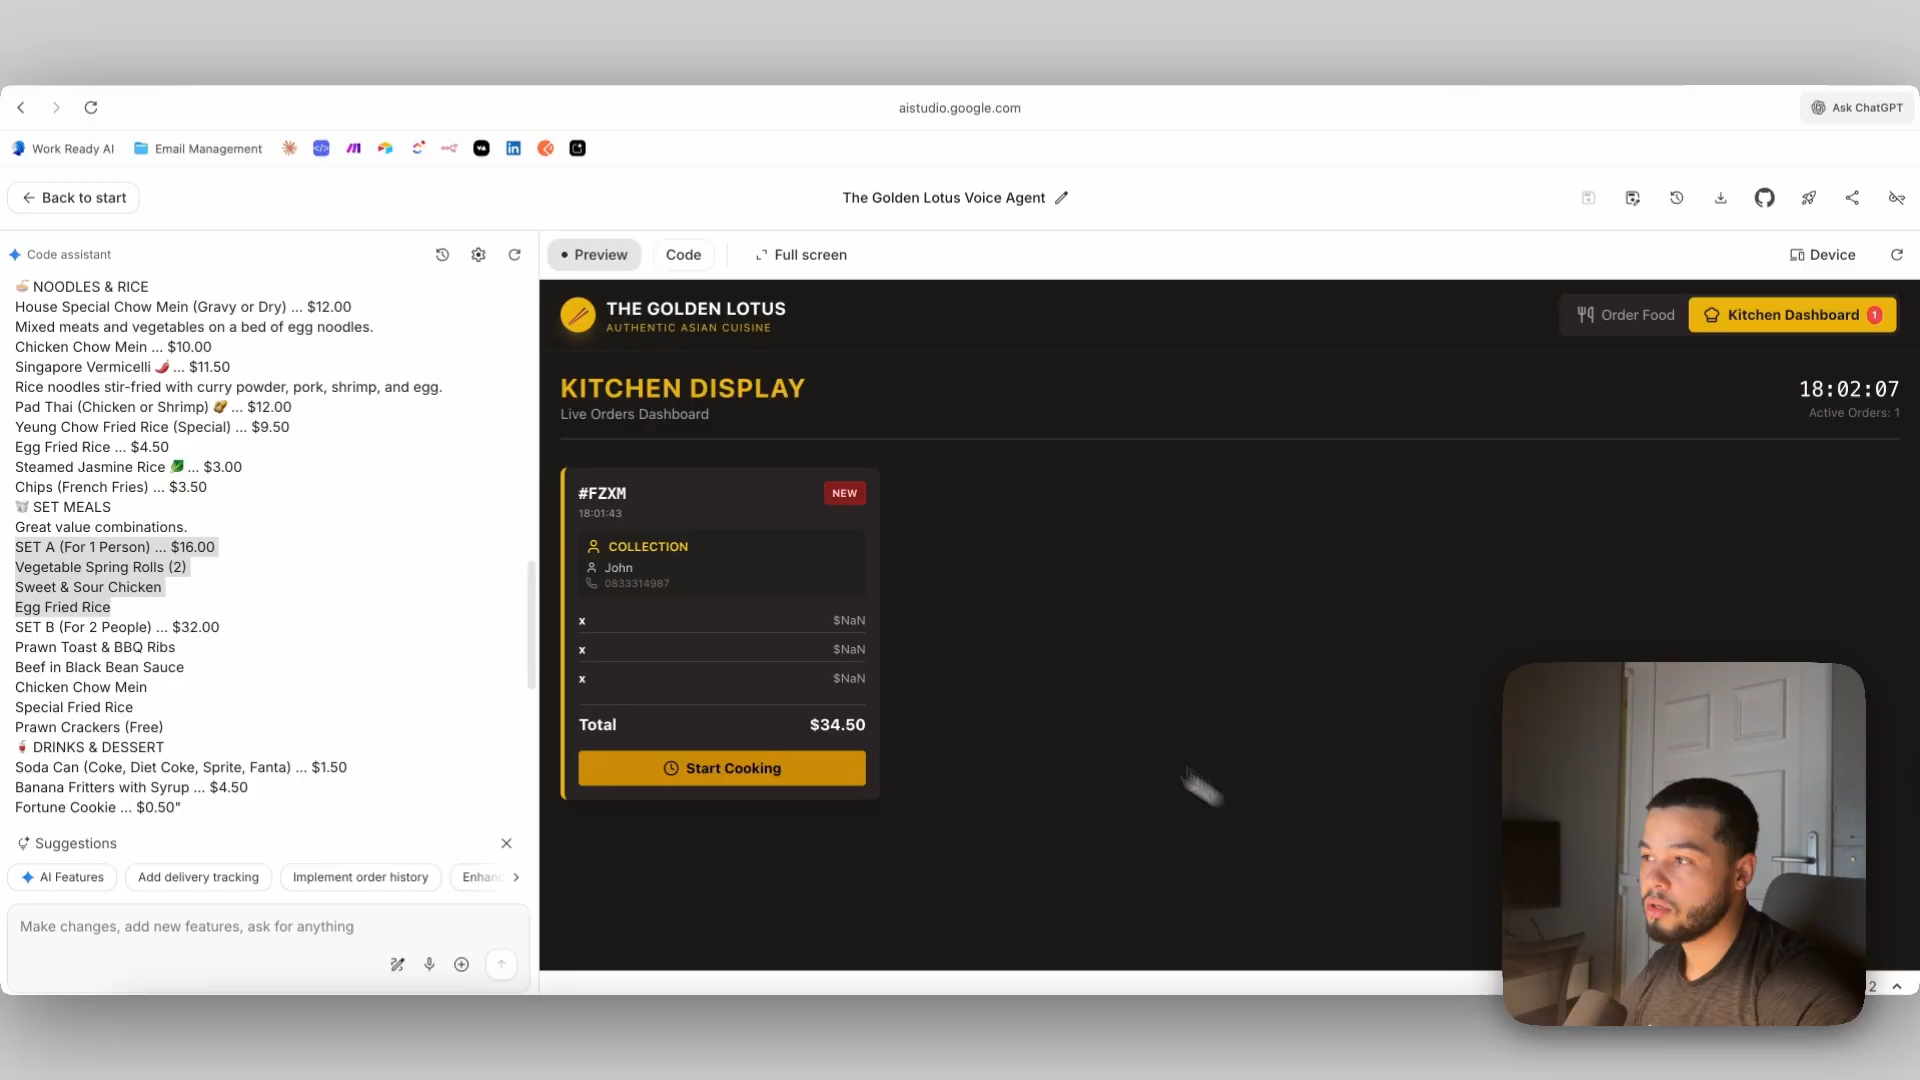 aistudio.google.com
Ask ChatGPT
Work Ready AI
Email Management
Back to start
The Golden Lotus Voice Agent
Code assistant
Preview
Code
Full screen
Device
🍜 NOODLES & RICE
House Special Chow Mein (Gravy or Dry) ... $12.00
Mixed meats and vegetables on a bed of egg noodles.
Chicken Chow Mein ... $10.00
Singapore Vermicelli 🌶️ ... $11.50
Rice noodles stir-fried with curry powder, pork, shrimp, and egg.
Pad Thai (Chicken or Shrimp) 🥜 ... $12.00
Yeung Chow Fried Rice (Special) ... $9.50
Egg Fried Rice ... $4.50
Steamed Jasmine Rice 🥬 ... $3.00
Chips (French Fries) ... $3.50
🥡 SET MEALS
Great value combinations.
SET A (For 1 Person) ... $16.00
Vegetable Spring Rolls (2)
Sweet & Sour Chicken
Egg Fried Rice
SET B (For 2 People) ... $32.00
Prawn Toast & BBQ Ribs
Beef in Black Bean Sauce
Chicken Chow Mein
Special Fried Rice
Prawn Crackers (Free)
🥤 DRINKS & DESSERT
Soda Can (Coke, Diet Coke, Sprite, Fanta) ... $1.50
Banana Fritters with Syrup ... $4.50
Fortune Cookie ... $0.50"
Suggestions
AI Features
Add delivery tracking
Implement order history
Enhanc
Make changes, add new features, ask for anything
THE GOLDEN LOTUS
AUTHENTIC ASIAN CUISINE
Order Food
Kitchen Dashboard 1
KITCHEN DISPLAY
Live Orders Dashboard
18:02:07
Active Orders: 1
#FZXM
NEW
18:01:43
COLLECTION
John
0833314987
x $NaN
x $NaN
x $NaN
Total $34.50
Start Cooking
2